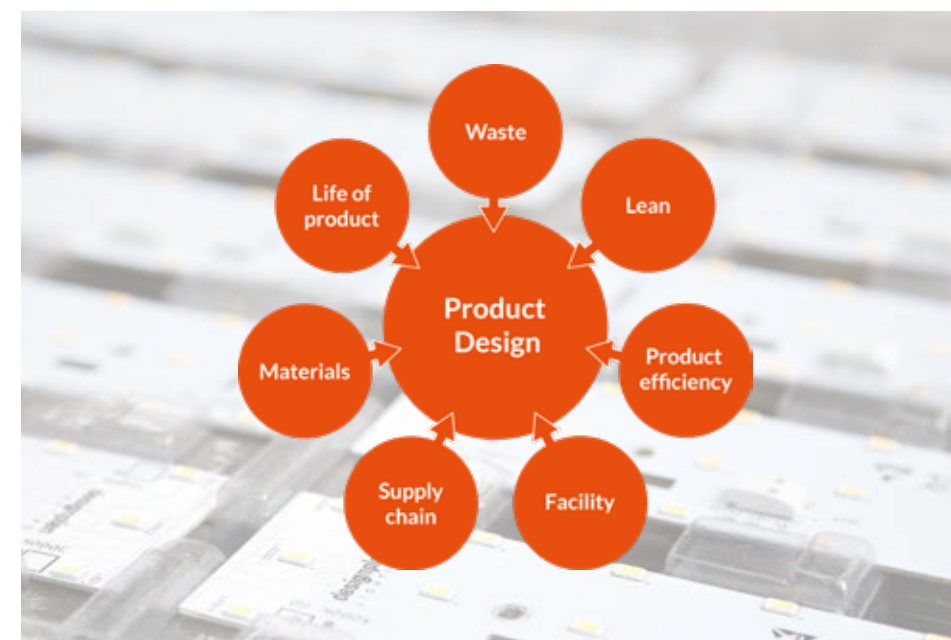 Waste
Life of
product
Lean
Product
Design
Materials
Product
efficiency
Supply
chain
Facility